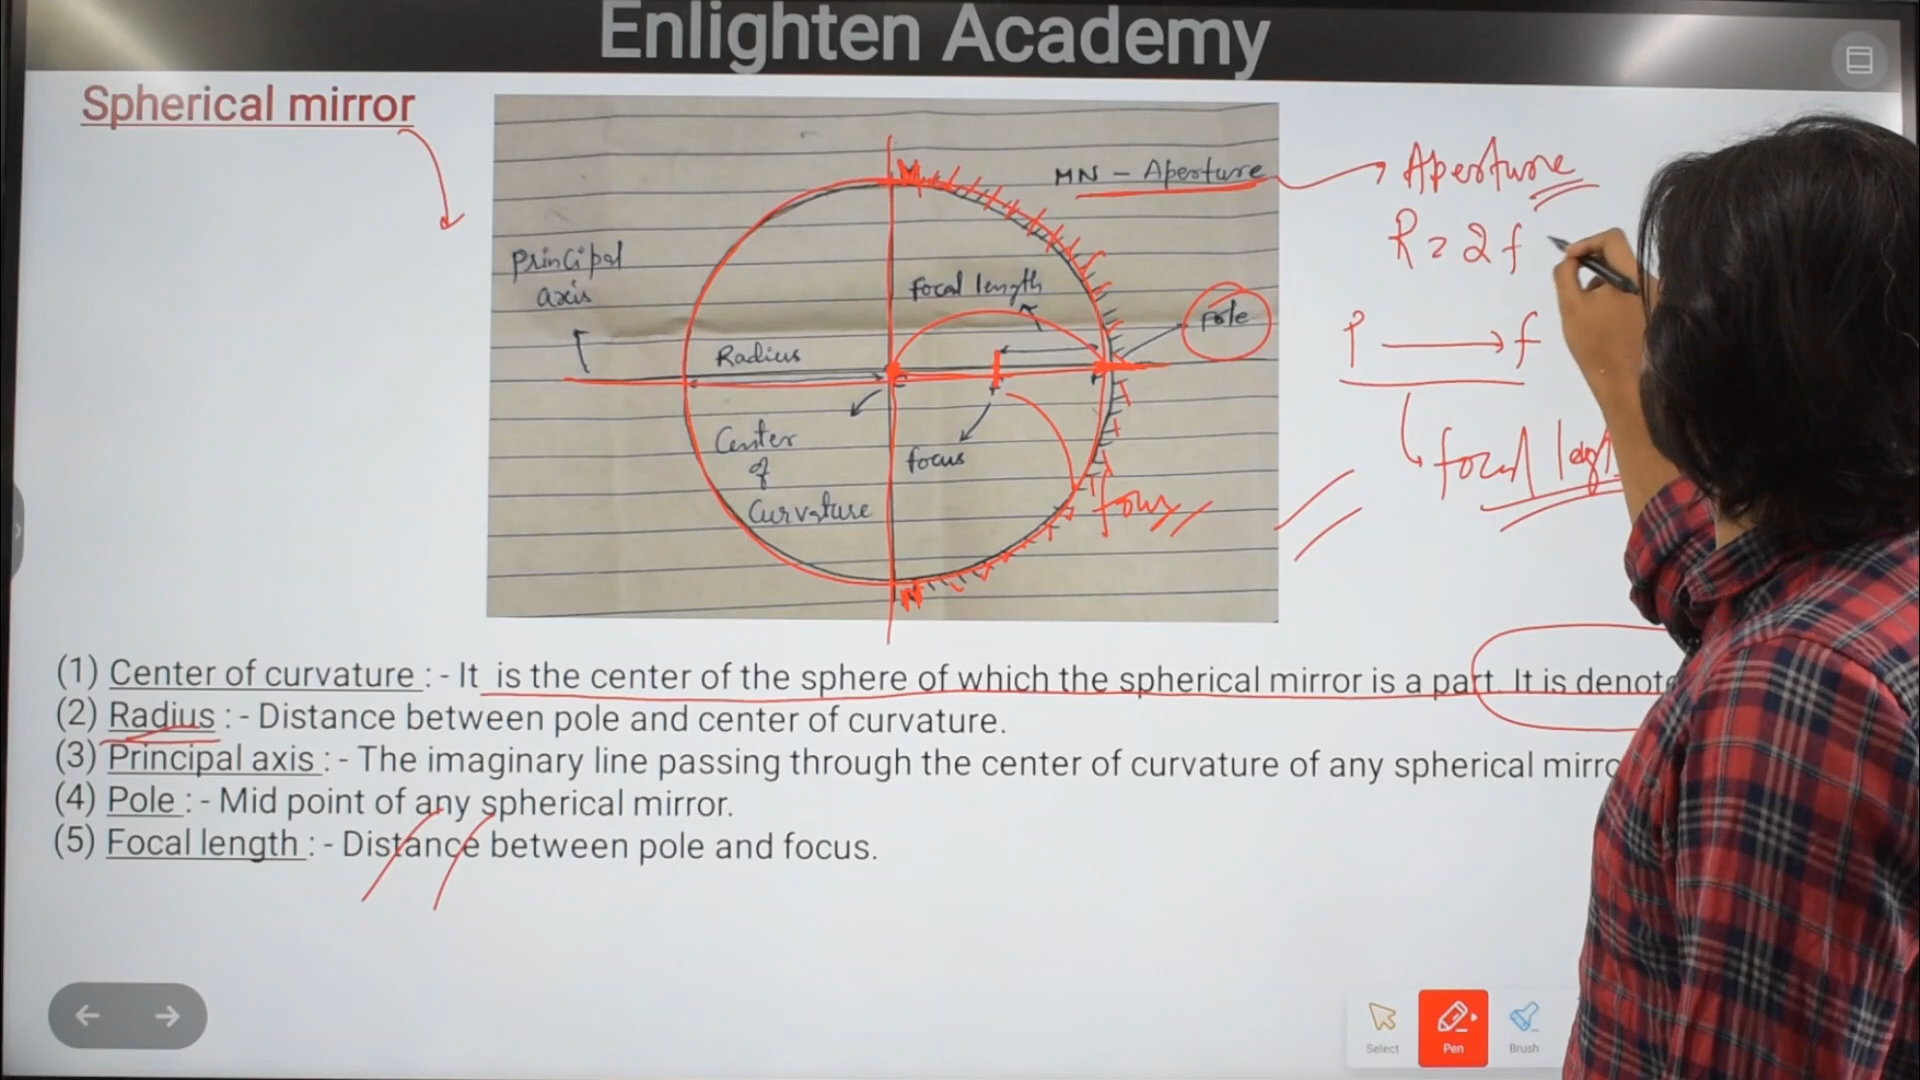 Enlighten Academy
Spherical mirror
M
MN - Aperture
Aperture
R = 2f
Principal
axis
focal length
Pole
P → f
Radius
Center
of
Curvature
focus
focal
focus
N
(1) Center of curvature : - It is the center of the sphere of which the spherical mirror is a part. It is
(2) Radius : - Distance between pole and center of curvature.
(3) Principal axis : - The imaginary line passing through the center of curvature of any spherical
(4) Pole : - Mid point of any spherical mirror.
(5) Focal length : - Distance between pole and focus.
Select
Pen
Brush